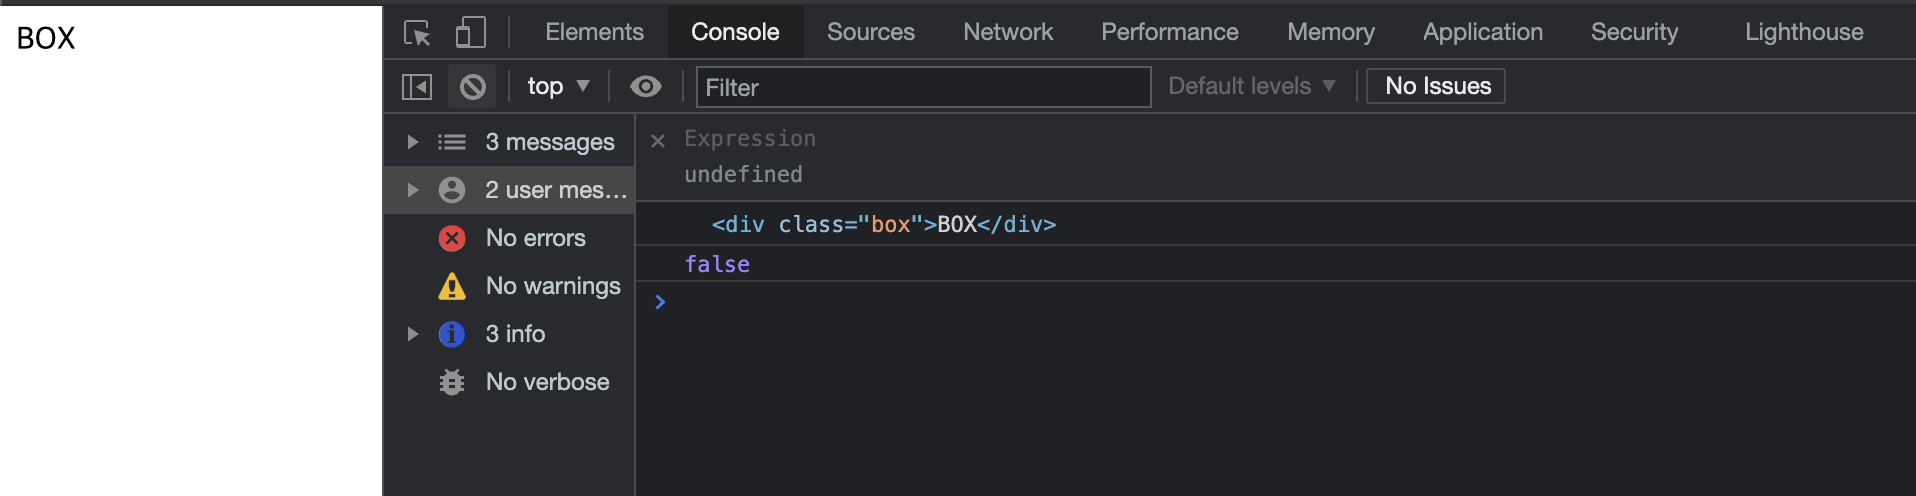 BOX
Elements Console Sources Network Performance Memory Application Security Lighthouse
top Filter Default levels No Issues
3 messages
2 user mes...
No errors
No warnings
3 info
No verbose
Expression
undefined
<div class="box">BOX</div>
false